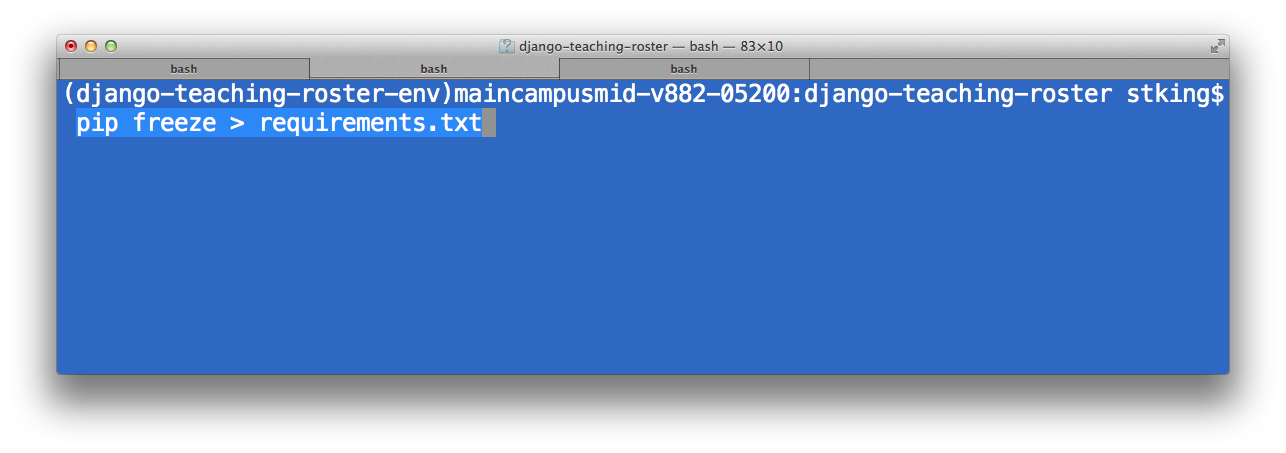 django-teaching-roster — bash — 83×10
bash bash bash
(django-teaching-roster-env)maincampusmid-v882-05200:django-teaching-roster stking$
pip freeze > requirements.txt